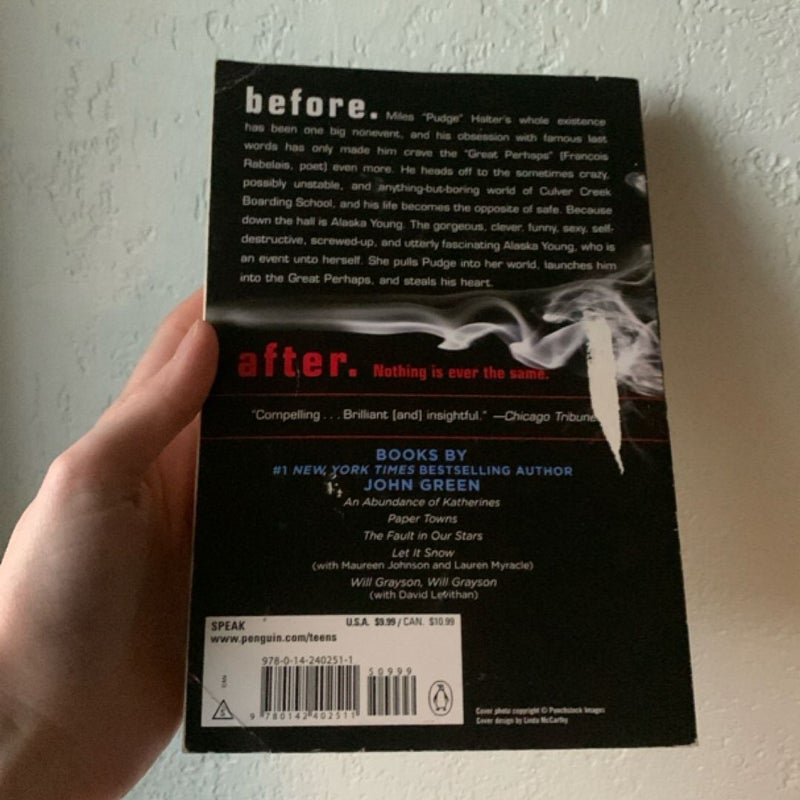 before. Miles "Pudge" Halter's whole existence
has been one big nonevent, and his obsession with famous last
words has only made him crave the "Great Perhaps" (Francois
Rabelais, poet) even more. He heads off to the sometimes crazy,
possibly unstable, and anything-but-boring world of Culver Creek
Boarding School, and his life becomes the opposite of safe. Because
down the hall is Alaska Young. The gorgeous, clever, funny, sexy, self-
destructive, screwed-up, and utterly fascinating Alaska Young, who is
an event unto herself. She pulls Pudge into her world, launches him
into the Great Perhaps, and steals his heart.
after. Nothing is ever the same.
"Compelling . . . Brilliant [and] insightful." —Chicago Tribune
BOOKS BY
#1 NEW YORK TIMES BESTSELLING AUTHOR
JOHN GREEN
An Abundance of Katherines
Paper Towns
The Fault in Our Stars
Let It Snow
(with Maureen Johnson and Lauren Myracle)
Will Grayson, Will Grayson
(with David Levithan)
SPEAK
U.S.A. $9.99 / CAN. $10.99
www.penguin.com/teens
978-0-14-240251-1
50999
EAN
S
9 780142 402511
Cover photo copyright © Punchstock Images
Cover design by Linda McCarthy